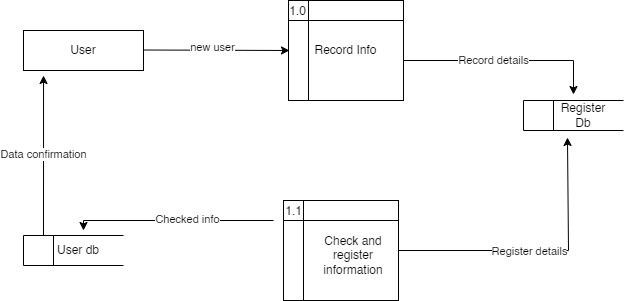 1.0
User
new user
Record Info
Record details
Register
Db
Data confirmation
1.1
Checked info
User db
Check and
register
information
Register details